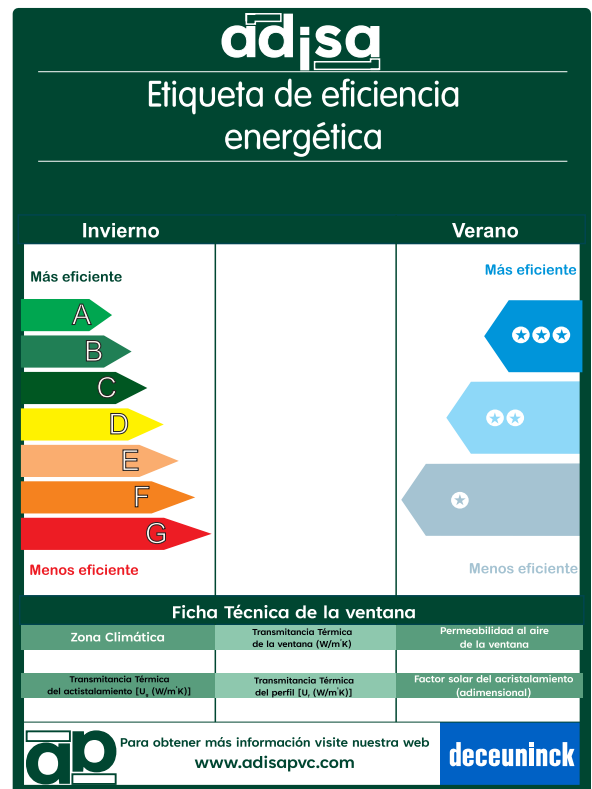 adisa
Etiqueta de eficiencia
energética
Invierno
Verano
Más eficiente
Más eficiente
A
B
C
D
E
F
G
Menos eficiente
Menos eficiente
Ficha Técnica de la ventana
Zona Climática
Transmitancia Térmica
de la ventana (W/m²K)
Permeabilidad al aire
de la ventana
Transmitancia Térmica
del actistalamiento [Ug (W/m²K)]
Transmitancia Térmica
del perfil [Uf (W/m²K)]
Factor solar del acristalamiento
(adimensional)
ap
Para obtener más información visite nuestra web
www.adisapvc.com
deceuninck